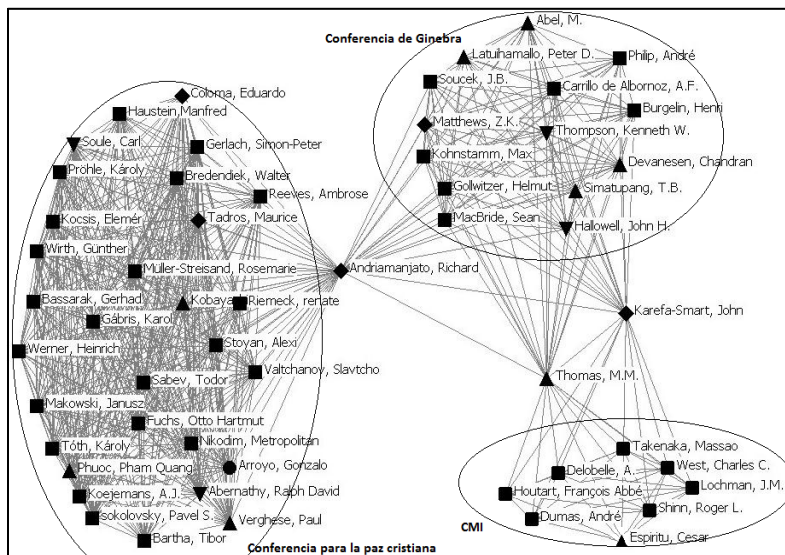 Abel, M.
Conferencia de Ginebra
Latuihamallo, Peter D.
Philip, André
Soucek, J.B.
Carrillo de Albornoz, A.F.
Burgelin, Henri
Matthews, Z.K.
Thompson, Kenneth W.
Kohnstamm, Max
Devanesen, Chandran
Gollwitzer, Helmut
Simatupang, T.B.
MacBride, Sean
Hallowell, John H.
Coloma, Eduardo
Haustein, Manfred
Soule, Carl
Gerlach, Simon-Peter
Pröhle, Károly
Bredendiek, Walter
Reeves, Ambrose
Kocsis, Elemér
Tadros, Maurice
Wirth, Günther
Müller-Streisand, Rosemarie
Andriamanjato, Richard
Bassarak, Gerhad
Riemeck, renate
Gábris, Karol
Karefa-Smart, John
Werner, Heinrich
Stoyan, Alexi
Sabev, Todor
Valtchanov, Slavtcho
Thomas, M.M.
Makowski, Janusz
Fuchs, Otto Hartmut
Tóth, Károly
Nikodim, Metropolitan
Takenaka, Massao
Phuoc, Pham Quang
Arroyo, Gonzalo
Delobelle, A.
West, Charles C.
Koejemans, A.J.
Abernathy, Ralph David
Houtart, François Abbé
Lochman, J.M.
sokolovsky, Pavel S.
Verghese, Paul
Dumas, André
Shinn, Roger L.
CMI
Bartha, Tibor
Espiritu, Cesar
Conferencia para la paz cristiana